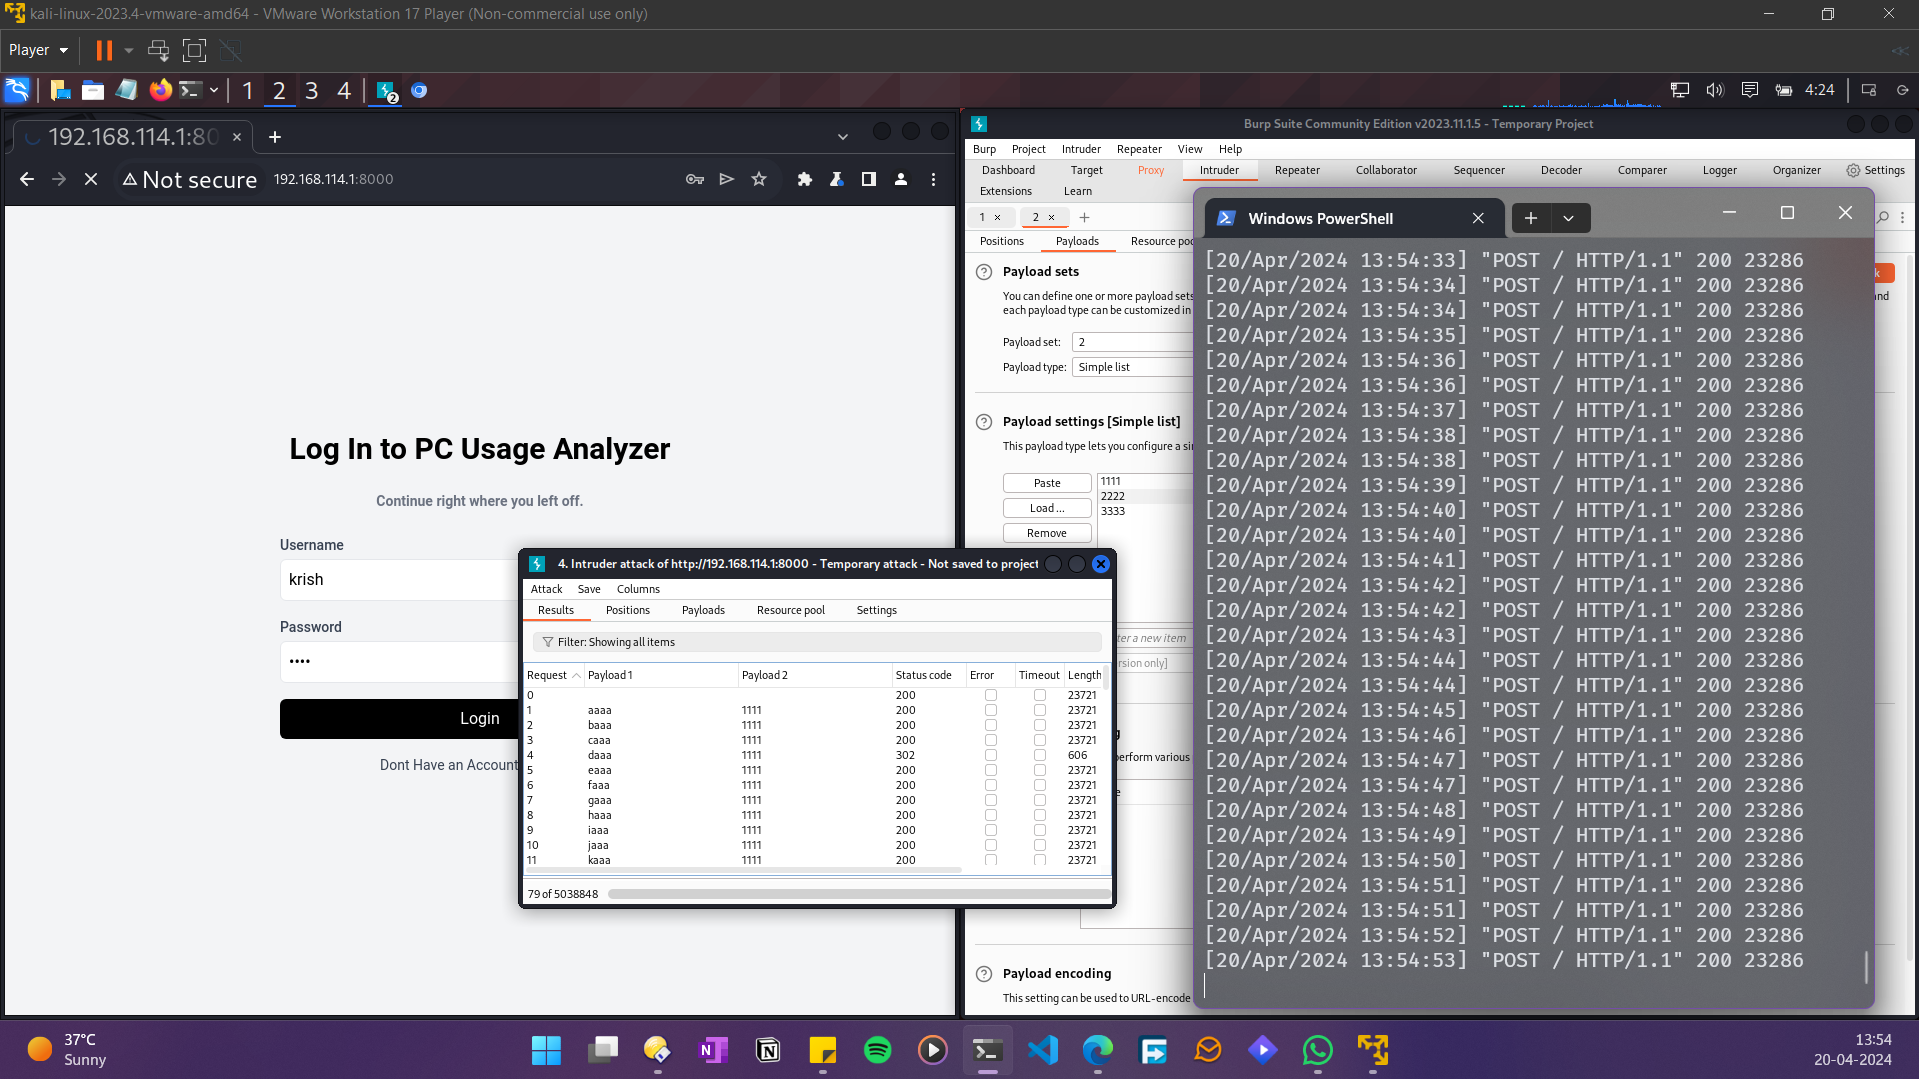 kali-linux-2023.4-vmware-amd64 - VMware Workstation 17 Player (Non-commercial use only)
Player
1 2 3 4
2
4:24
192.168.114.1:80
Not secure 192.168.114.1:8000
Log In to PC Usage Analyzer
Continue right where you left off.
Username
krish
Password
••••
Login
Dont Have an Account
Burp Suite Community Edition v2023.11.1.5 - Temporary Project
Burp Project Intruder Repeater View Help
Dashboard Target Proxy Intruder Repeater Collaborator Sequencer Decoder Comparer Logger Organizer Settings
Extensions Learn
1 × 2 × +
Positions Payloads Resource poo
Payload sets
You can define one or more payload sets
each payload type can be customized in
nd
k
Payload set: 2
Payload type: Simple list
Payload settings [Simple list]
This payload type lets you configure a si
Paste
Load ...
Remove
1111
2222
3333
ter a new item
rsion only]
g
perform various
e
Payload encoding
This setting can be used to URL-encode
4. Intruder attack of http://192.168.114.1:8000 - Temporary attack - Not saved to project
Attack Save Columns
Results Positions Payloads Resource pool Settings
Filter: Showing all items
Request Payload 1 Payload 2 Status code Error Timeout Length
0 200 23721
1 aaaa 1111 200 23721
2 baaa 1111 200 23721
3 caaa 1111 200 23721
4 daaa 1111 302 606
5 eaaa 1111 200 23721
6 faaa 1111 200 23721
7 gaaa 1111 200 23721
8 haaa 1111 200 23721
9 iaaa 1111 200 23721
10 jaaa 1111 200 23721
11 kaaa 1111 200 23721
79 of 5038848
Windows PowerShell
[20/Apr/2024 13:54:33] "POST / HTTP/1.1" 200 23286
[20/Apr/2024 13:54:34] "POST / HTTP/1.1" 200 23286
[20/Apr/2024 13:54:34] "POST / HTTP/1.1" 200 23286
[20/Apr/2024 13:54:35] "POST / HTTP/1.1" 200 23286
[20/Apr/2024 13:54:36] "POST / HTTP/1.1" 200 23286
[20/Apr/2024 13:54:36] "POST / HTTP/1.1" 200 23286
[20/Apr/2024 13:54:37] "POST / HTTP/1.1" 200 23286
[20/Apr/2024 13:54:38] "POST / HTTP/1.1" 200 23286
[20/Apr/2024 13:54:38] "POST / HTTP/1.1" 200 23286
[20/Apr/2024 13:54:39] "POST / HTTP/1.1" 200 23286
[20/Apr/2024 13:54:40] "POST / HTTP/1.1" 200 23286
[20/Apr/2024 13:54:40] "POST / HTTP/1.1" 200 23286
[20/Apr/2024 13:54:41] "POST / HTTP/1.1" 200 23286
[20/Apr/2024 13:54:42] "POST / HTTP/1.1" 200 23286
[20/Apr/2024 13:54:42] "POST / HTTP/1.1" 200 23286
[20/Apr/2024 13:54:43] "POST / HTTP/1.1" 200 23286
[20/Apr/2024 13:54:44] "POST / HTTP/1.1" 200 23286
[20/Apr/2024 13:54:44] "POST / HTTP/1.1" 200 23286
[20/Apr/2024 13:54:45] "POST / HTTP/1.1" 200 23286
[20/Apr/2024 13:54:46] "POST / HTTP/1.1" 200 23286
[20/Apr/2024 13:54:47] "POST / HTTP/1.1" 200 23286
[20/Apr/2024 13:54:47] "POST / HTTP/1.1" 200 23286
[20/Apr/2024 13:54:48] "POST / HTTP/1.1" 200 23286
[20/Apr/2024 13:54:49] "POST / HTTP/1.1" 200 23286
[20/Apr/2024 13:54:50] "POST / HTTP/1.1" 200 23286
[20/Apr/2024 13:54:51] "POST / HTTP/1.1" 200 23286
[20/Apr/2024 13:54:51] "POST / HTTP/1.1" 200 23286
[20/Apr/2024 13:54:52] "POST / HTTP/1.1" 200 23286
[20/Apr/2024 13:54:53] "POST / HTTP/1.1" 200 23286
37°C
Sunny
13:54
20-04-2024